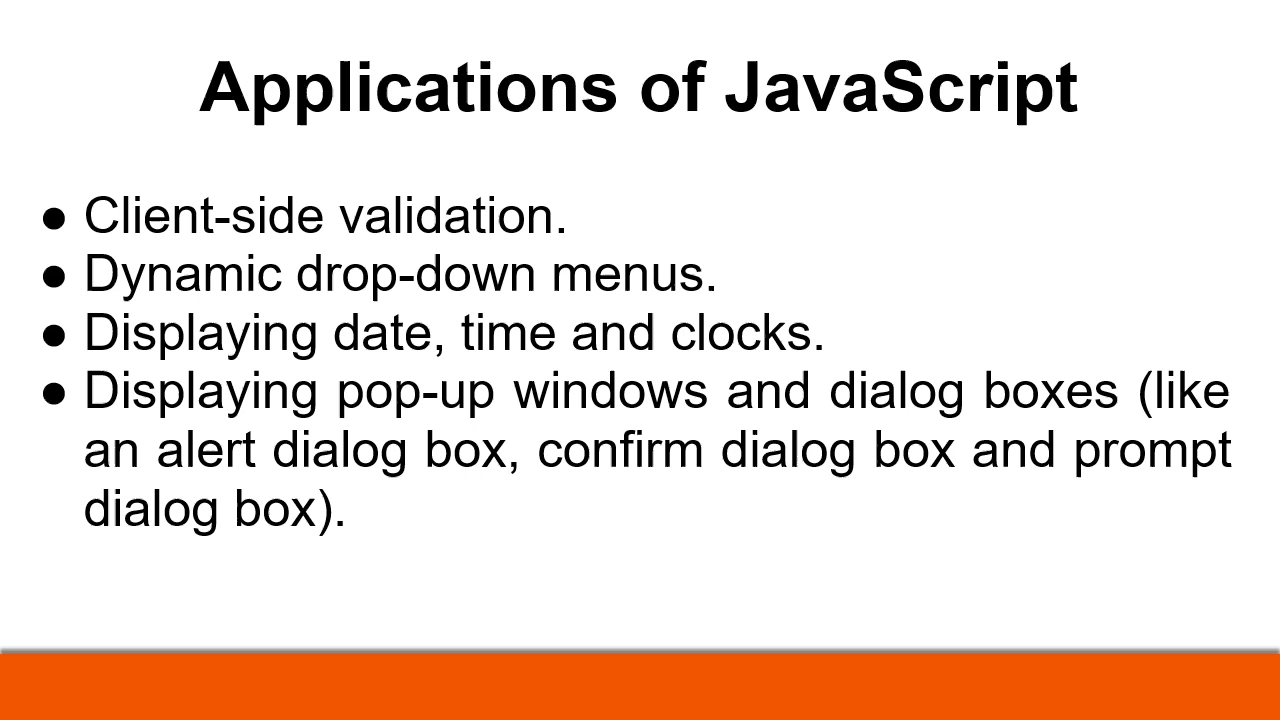 Applications of JavaScript
● Client-side validation.
● Dynamic drop-down menus.
● Displaying date, time and clocks.
● Displaying pop-up windows and dialog boxes (like
an alert dialog box, confirm dialog box and prompt
dialog box).